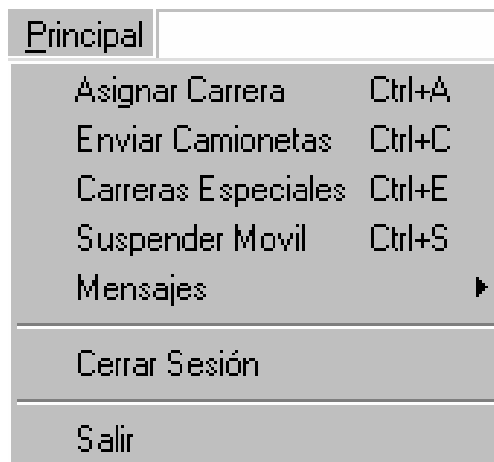 Principal
Asignar Carrera Ctrl+A
Enviar Camionetas Ctrl+C
Carreras Especiales Ctrl+E
Suspender Movil Ctrl+S
Mensajes
Cerrar Sesión
Salir